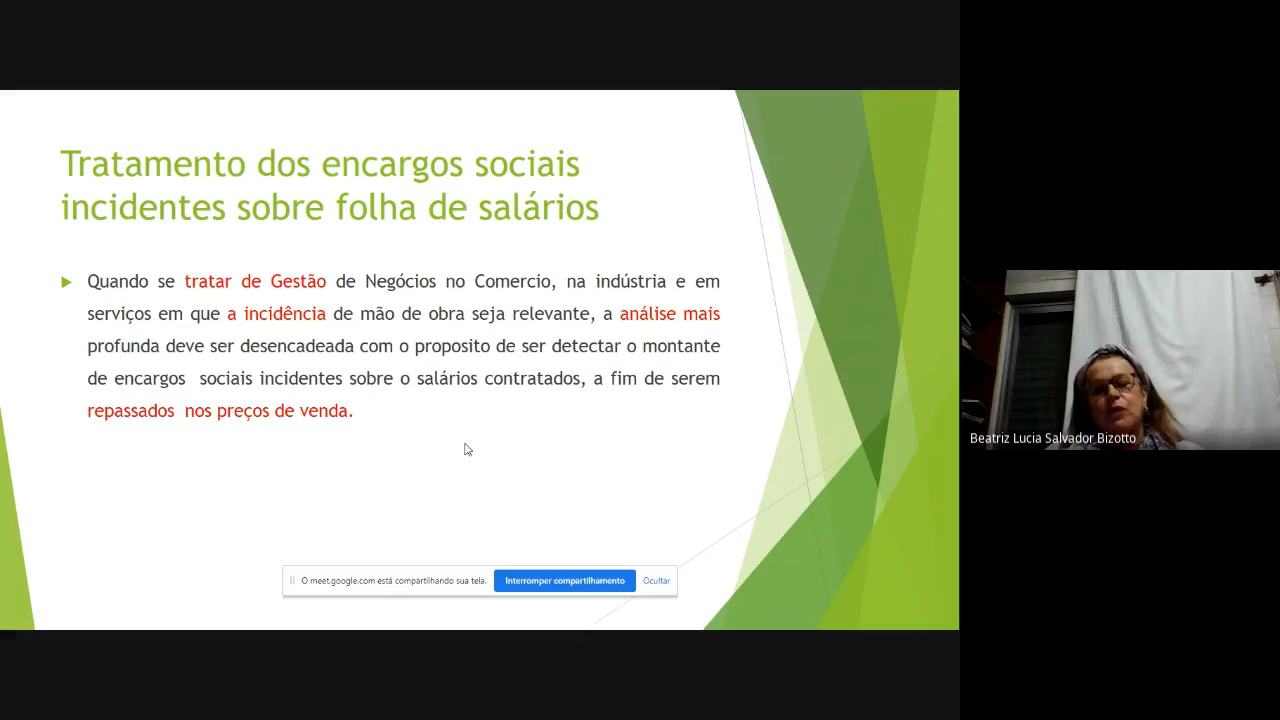 Tratamento dos encargos sociais
incidentes sobre folha de salários
Quando se tratar de Gestão de Negócios no Comercio, na indústria e em
serviços em que a incidência de mão de obra seja relevante, a análise mais
profunda deve ser desencadeada com o proposito de ser detectar o montante
de encargos sociais incidentes sobre o salários contratados, a fim de serem
repassados nos preços de venda.
O meet.google.com está compartilhando sua tela.
Interromper compartilhamento
Ocultar
Beatriz Lucia Salvador Bizotto